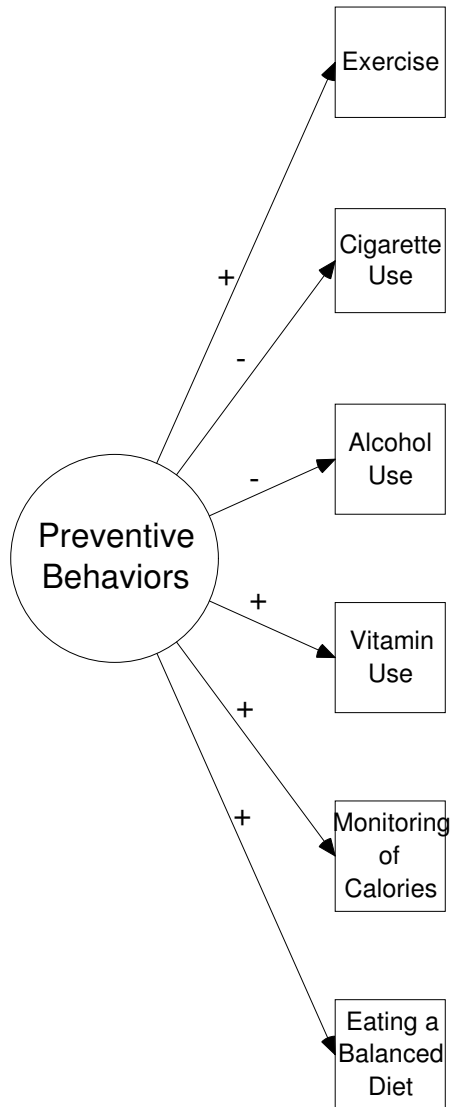 Exercise
+
Cigarette
Use
-
Alcohol
Use
-
Preventive
Behaviors
+
Vitamin
Use
+
Monitoring
of
Calories
+
Eating a
Balanced
Diet